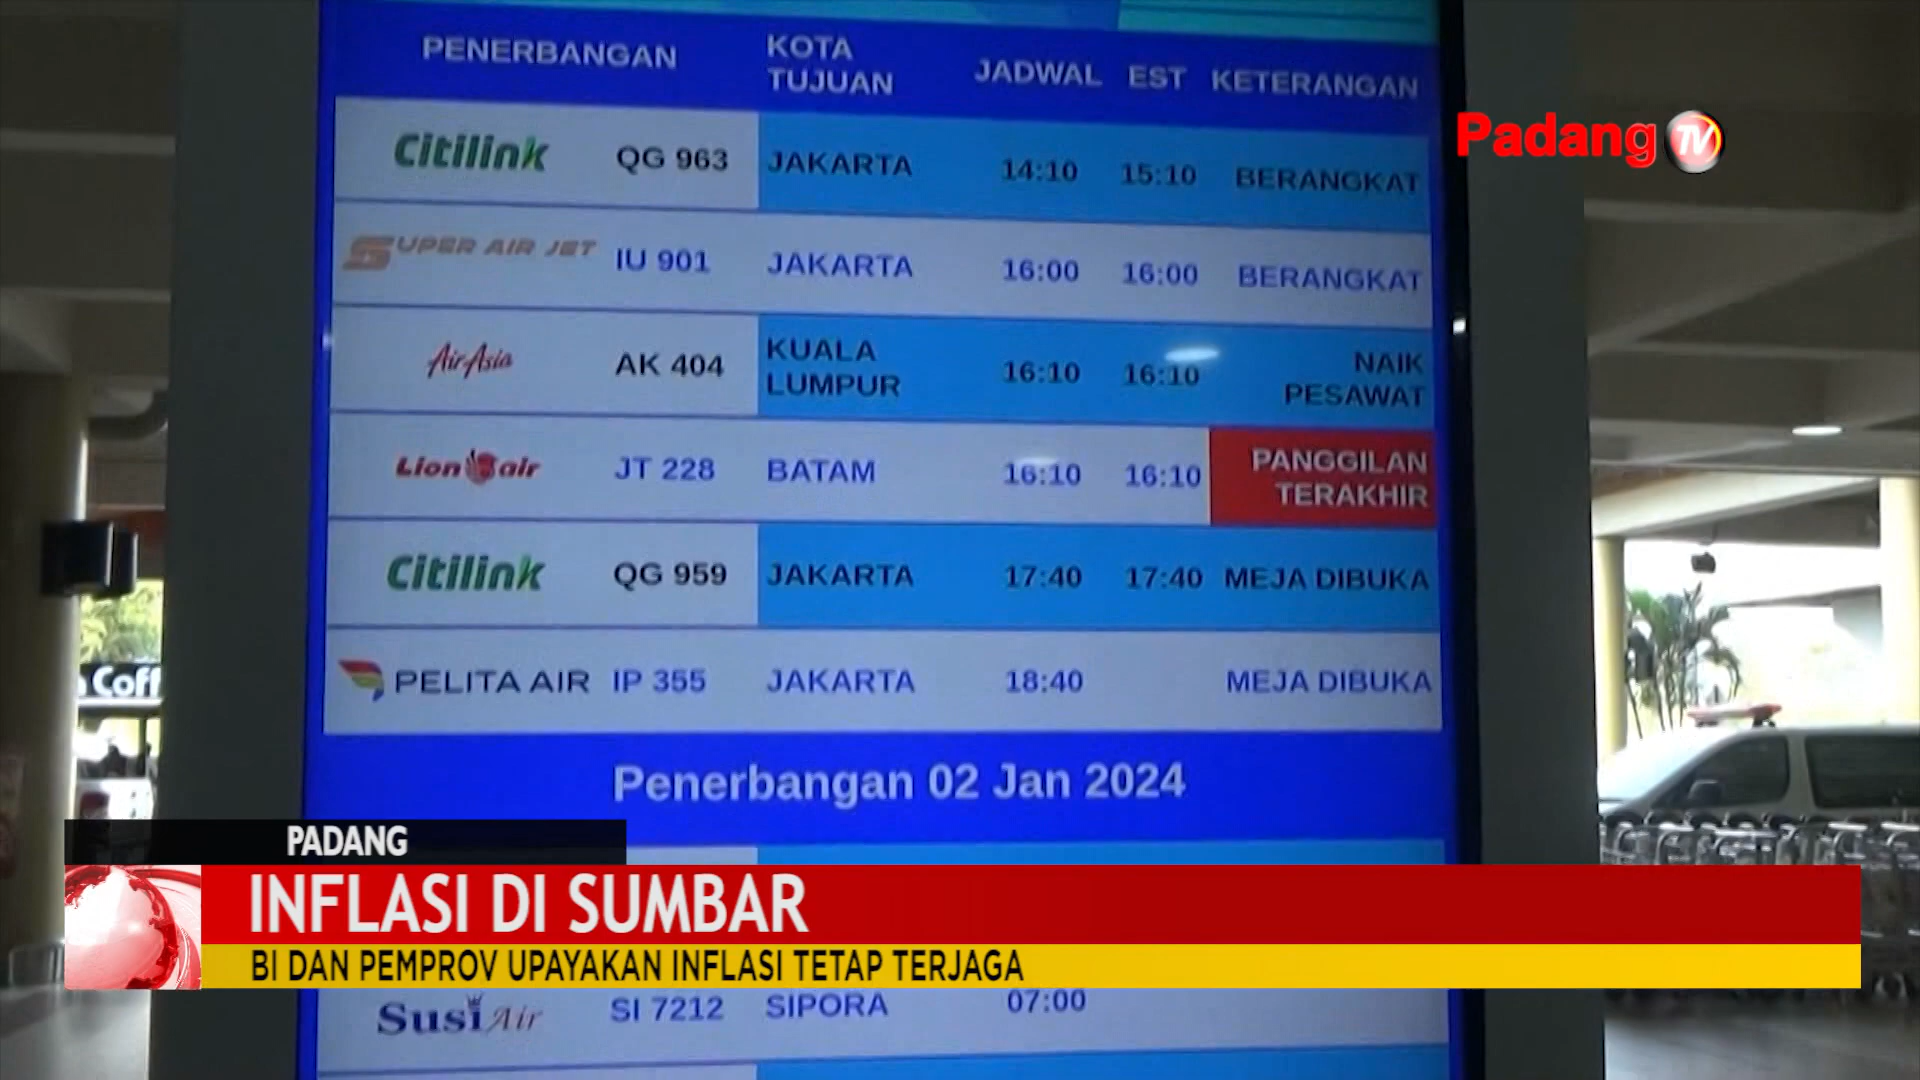 PENERBANGAN KOTA TUJUAN JADWAL EST KETERANGAN
Padang TV
Citilink QG 963 JAKARTA 14:10 15:10 BERANGKAT
SUPER AIR JET IU 901 JAKARTA 16:00 16:00 BERANGKAT
AirAsia AK 404 KUALA LUMPUR 16:10 16:10 NAIK PESAWAT
Lion air JT 228 BATAM 16:10 16:10 PANGGILAN TERAKHIR
Citilink QG 959 JAKARTA 17:40 17:40 MEJA DIBUKA
PELITA AIR IP 355 JAKARTA 18:40 MEJA DIBUKA
Penerbangan 02 Jan 2024
PADANG
INFLASI DI SUMBAR
BI DAN PEMPROV UPAYAKAN INFLASI TETAP TERJAGA
Susi Air SI 7212 SIPORA 07:00